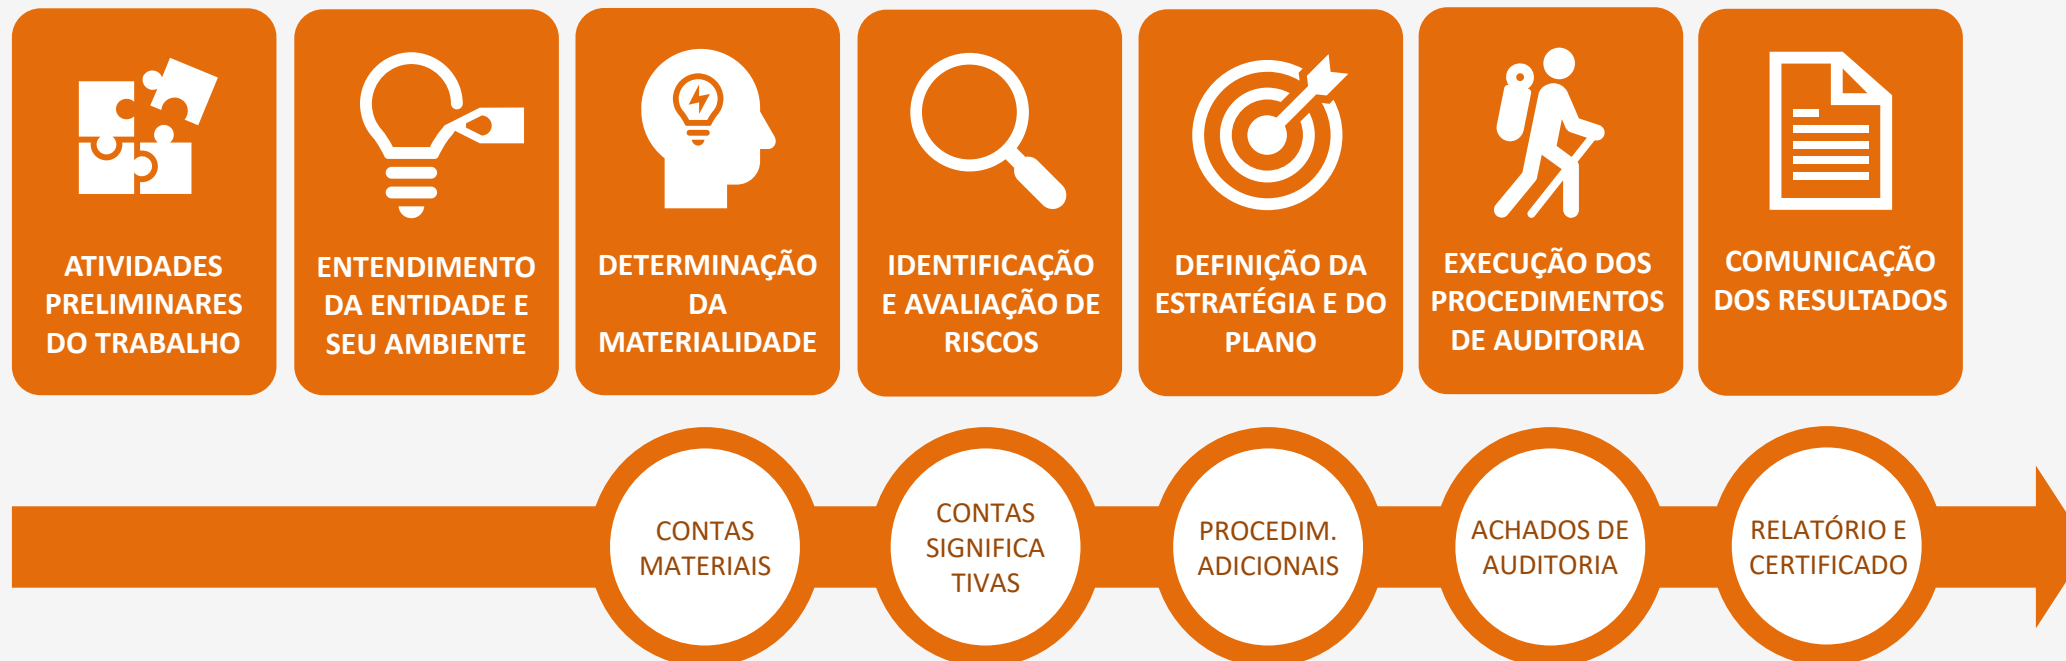 ATIVIDADES
PRELIMINARES
DO TRABALHO
ENTENDIMENTO
DA ENTIDADE E
SEU AMBIENTE
DETERMINAÇÃO
DA
MATERIALIDADE
IDENTIFICAÇÃO
E AVALIAÇÃO DE
RISCOS
DEFINIÇÃO DA
ESTRATÉGIA E DO
PLANO
EXECUÇÃO DOS
PROCEDIMENTOS
DE AUDITORIA
COMUNICAÇÃO
DOS RESULTADOS
CONTAS
MATERIAIS
CONTAS
SIGNIFICA
TIVAS
PROCEDIM.
ADICIONAIS
ACHADOS DE
AUDITORIA
RELATÓRIO E
CERTIFICADO